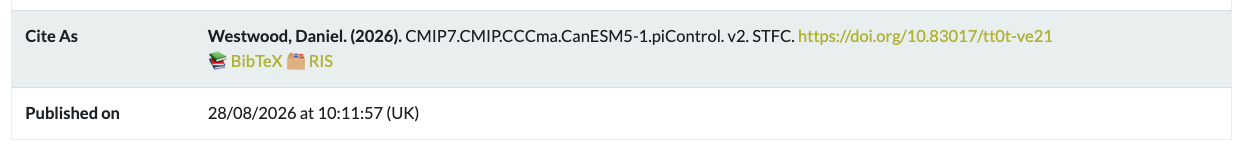 Cite As
Westwood, Daniel. (2026). CMIP7.CMIP.CCCma.CanESM5-1.piControl. v2. STFC. https://doi.org/10.83017/tt0t-ve21
BibTeX RIS
Published on
28/08/2026 at 10:11:57 (UK)